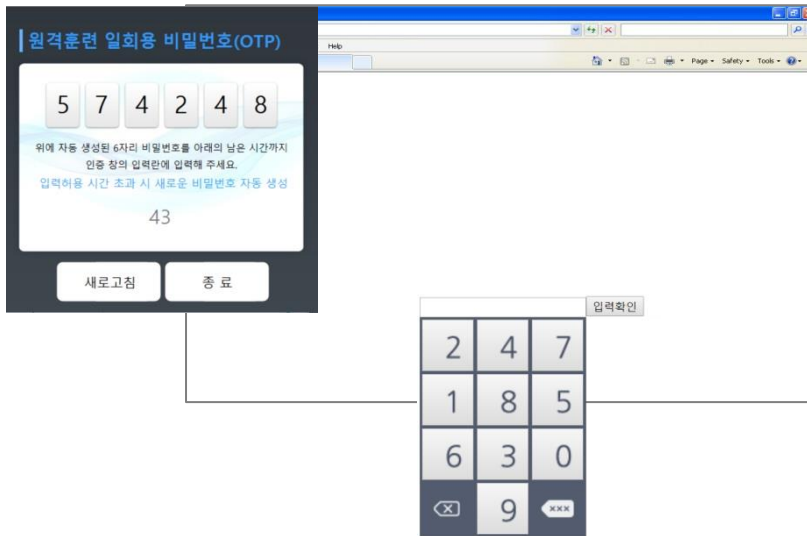 원격훈련 일회용 비밀번호(OTP)
5 7 4 2 4 8
위에 자동 생성된 6자리 비밀번호를 아래의 남은 시간까지
인증 창의 입력란에 입력해 주세요.
입력허용 시간 초과 시 새로운 비밀번호 자동 생성
43
새로고침 종 료
Help
Page Safety Tools
입력확인
2 4 7
1 8 5
6 3 0
9